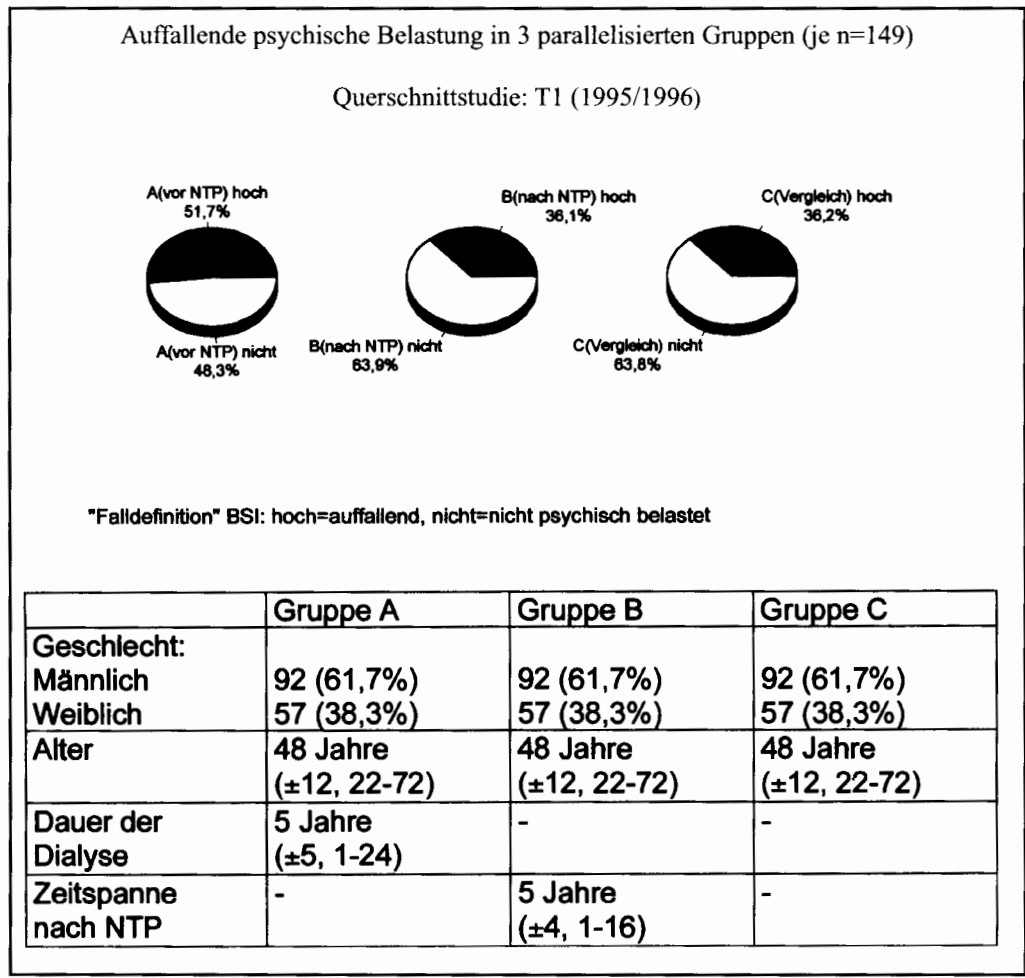 Auffallende psychische Belastung in 3 parallelisierten Gruppen (je n=149)
Querschnittstudie: T1 (1995/1996)
A(vor NTP) hoch
51,7%
B(nach NTP) hoch
36,1%
C(Vergleich) hoch
36,2%
A(vor NTP) nicht
48,3%
B(nach NTP) nicht
63,9%
C(Vergleich) nicht
63,8%
"Falldefinition" BSI: hoch=auffallend, nicht=nicht psychisch belastet
Gruppe A Gruppe B Gruppe C
Geschlecht:
Männlich 92 (61,7%) 92 (61,7%) 92 (61,7%)
Weiblich 57 (38,3%) 57 (38,3%) 57 (38,3%)
Alter 48 Jahre 48 Jahre 48 Jahre
(±12, 22-72) (±12, 22-72) (±12, 22-72)
Dauer der 5 Jahre - -
Dialyse (±5, 1-24)
Zeitspanne - 5 Jahre -
nach NTP (±4, 1-16)